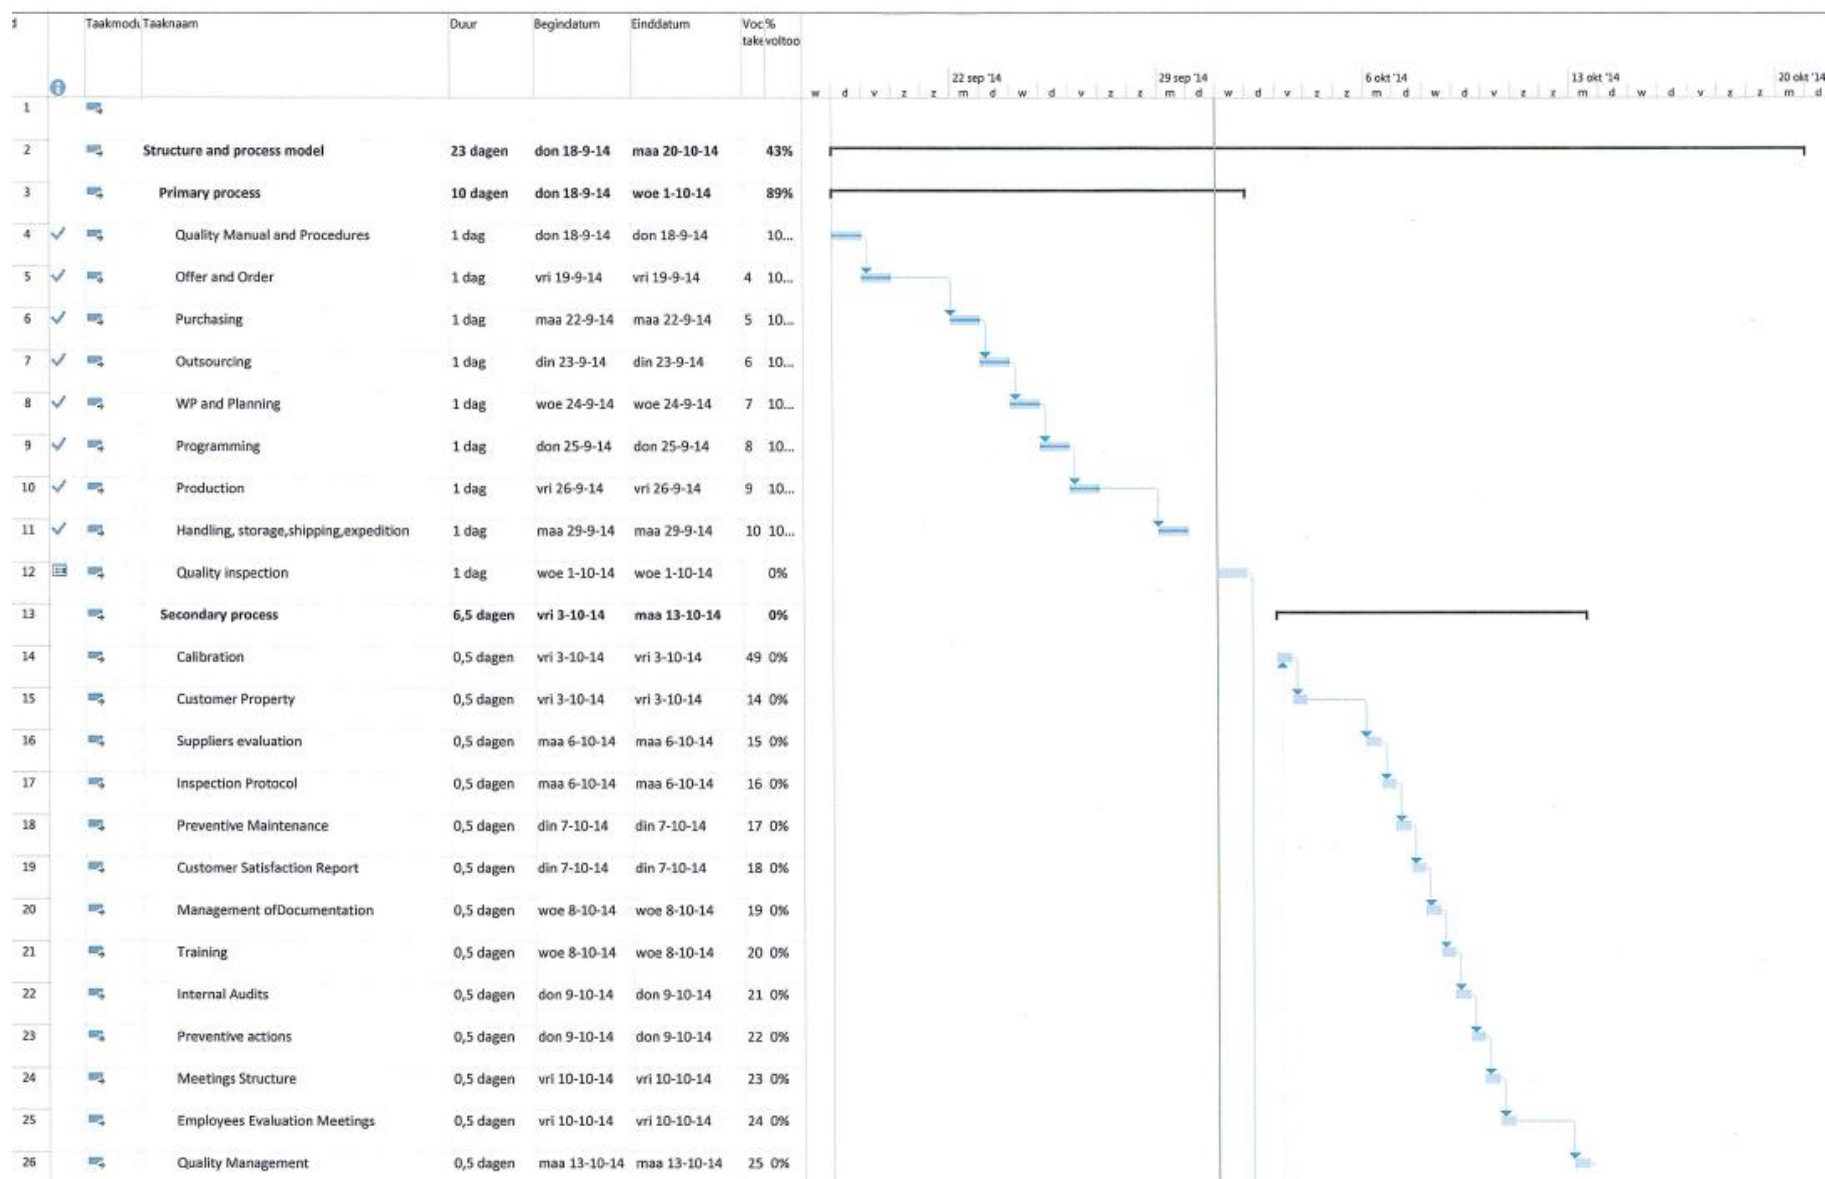 d Taakmodu Taaknaam Duur Begindatum Einddatum Voc %
take voltoo
22 sep '14 29 sep '14 6 okt '14 13 okt '14 20 okt '14
w d v z z m d w d v z z m d w d v z z m d w d v z z m d w d v z z m d
1
2 Structure and process model 23 dagen don 18-9-14 maa 20-10-14 43%
3 Primary process 10 dagen don 18-9-14 woe 1-10-14 89%
4 Quality Manual and Procedures 1 dag don 18-9-14 don 18-9-14 10...
5 Offer and Order 1 dag vri 19-9-14 vri 19-9-14 4 10...
6 Purchasing 1 dag maa 22-9-14 maa 22-9-14 5 10...
7 Outsourcing 1 dag din 23-9-14 din 23-9-14 6 10...
8 WP and Planning 1 dag woe 24-9-14 woe 24-9-14 7 10...
9 Programming 1 dag don 25-9-14 don 25-9-14 8 10...
10 Production 1 dag vri 26-9-14 vri 26-9-14 9 10...
11 Handling, storage,shipping,expedition 1 dag maa 29-9-14 maa 29-9-14 10 10...
12 Quality inspection 1 dag woe 1-10-14 woe 1-10-14 0%
13 Secondary process 6,5 dagen vri 3-10-14 maa 13-10-14 0%
14 Calibration 0,5 dagen vri 3-10-14 vri 3-10-14 49 0%
15 Customer Property 0,5 dagen vri 3-10-14 vri 3-10-14 14 0%
16 Suppliers evaluation 0,5 dagen maa 6-10-14 maa 6-10-14 15 0%
17 Inspection Protocol 0,5 dagen maa 6-10-14 maa 6-10-14 16 0%
18 Preventive Maintenance 0,5 dagen din 7-10-14 din 7-10-14 17 0%
19 Customer Satisfaction Report 0,5 dagen din 7-10-14 din 7-10-14 18 0%
20 Management ofDocumentation 0,5 dagen woe 8-10-14 woe 8-10-14 19 0%
21 Training 0,5 dagen woe 8-10-14 woe 8-10-14 20 0%
22 Internal Audits 0,5 dagen don 9-10-14 don 9-10-14 21 0%
23 Preventive actions 0,5 dagen don 9-10-14 don 9-10-14 22 0%
24 Meetings Structure 0,5 dagen vri 10-10-14 vri 10-10-14 23 0%
25 Employees Evaluation Meetings 0,5 dagen vri 10-10-14 vri 10-10-14 24 0%
26 Quality Management 0,5 dagen maa 13-10-14 maa 13-10-14 25 0%